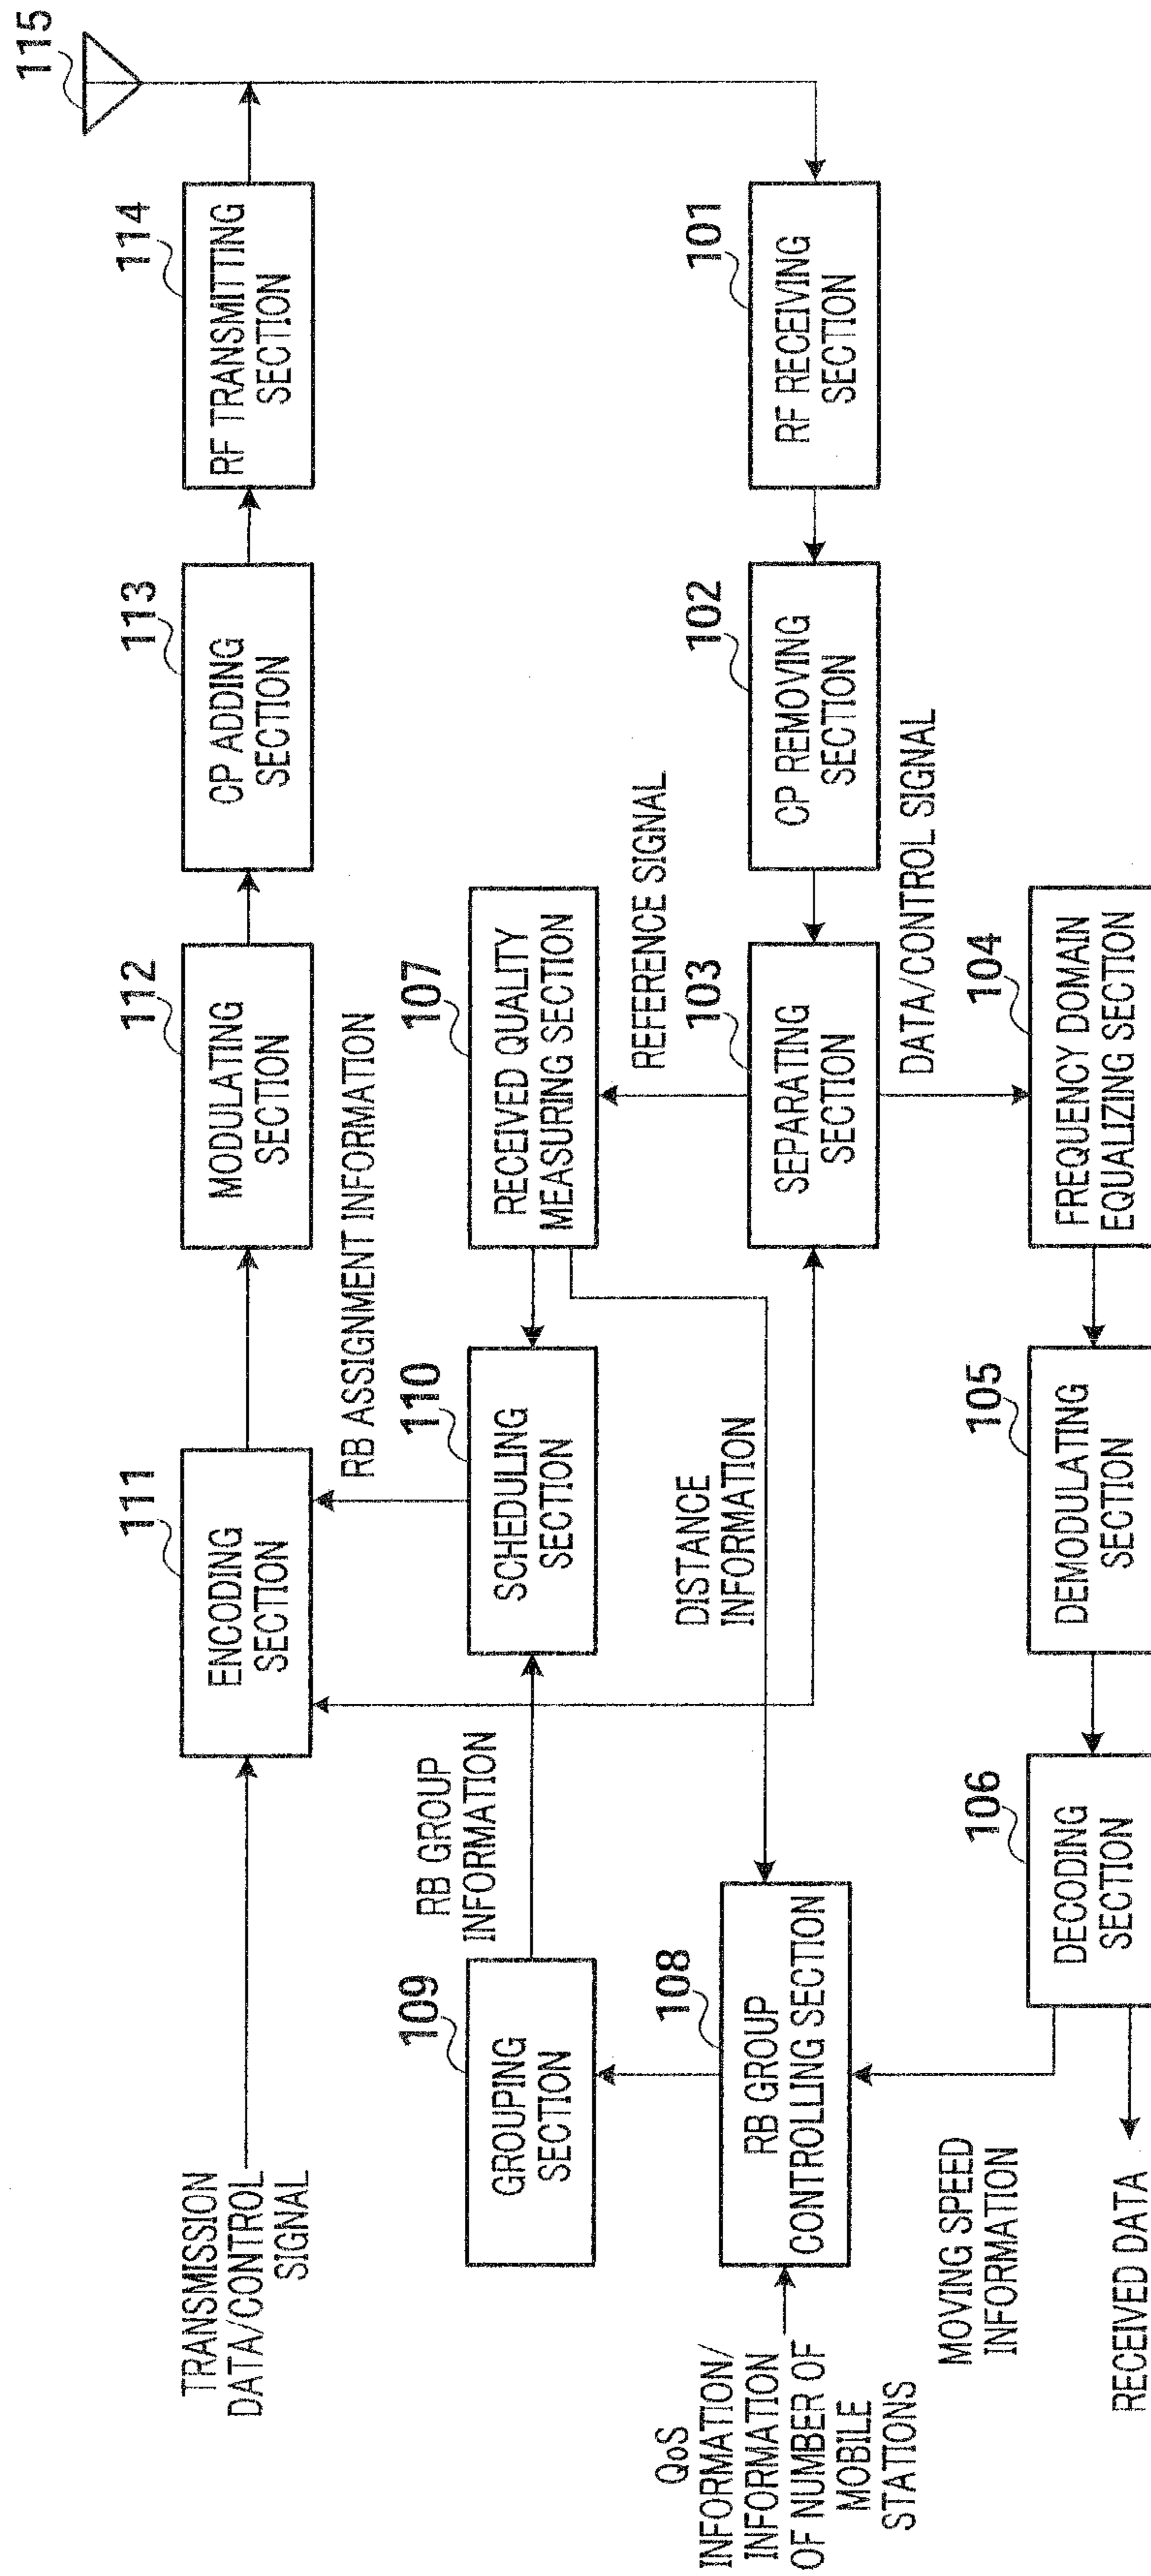 TRANSMISSION
DATA/CONTROL
SIGNAL
111
ENCODING
SECTION
112
MODULATING
SECTION
113
CP ADDING
SECTION
114
RF TRANSMITTING
SECTION
115
RB ASSIGNMENT INFORMATION
109
GROUPING
SECTION
RB GROUP
INFORMATION
110
SCHEDULING
SECTION
107
RECEIVED QUALITY
MEASURING SECTION
REFERENCE SIGNAL
QoS
INFORMATION/
INFORMATION
OF NUMBER OF
MOBILE
STATIONS
108
RB GROUP
CONTROLLING SECTION
DISTANCE
INFORMATION
103
SEPARATING
SECTION
102
CP REMOVING
SECTION
101
RF RECEIVING
SECTION
DATA/CONTROL SIGNAL
MOVING SPEED
INFORMATION
RECEIVED DATA
106
DECODING
SECTION
105
DEMODULATING
SECTION
104
FREQUENCY DOMAIN
EQUALIZING SECTION